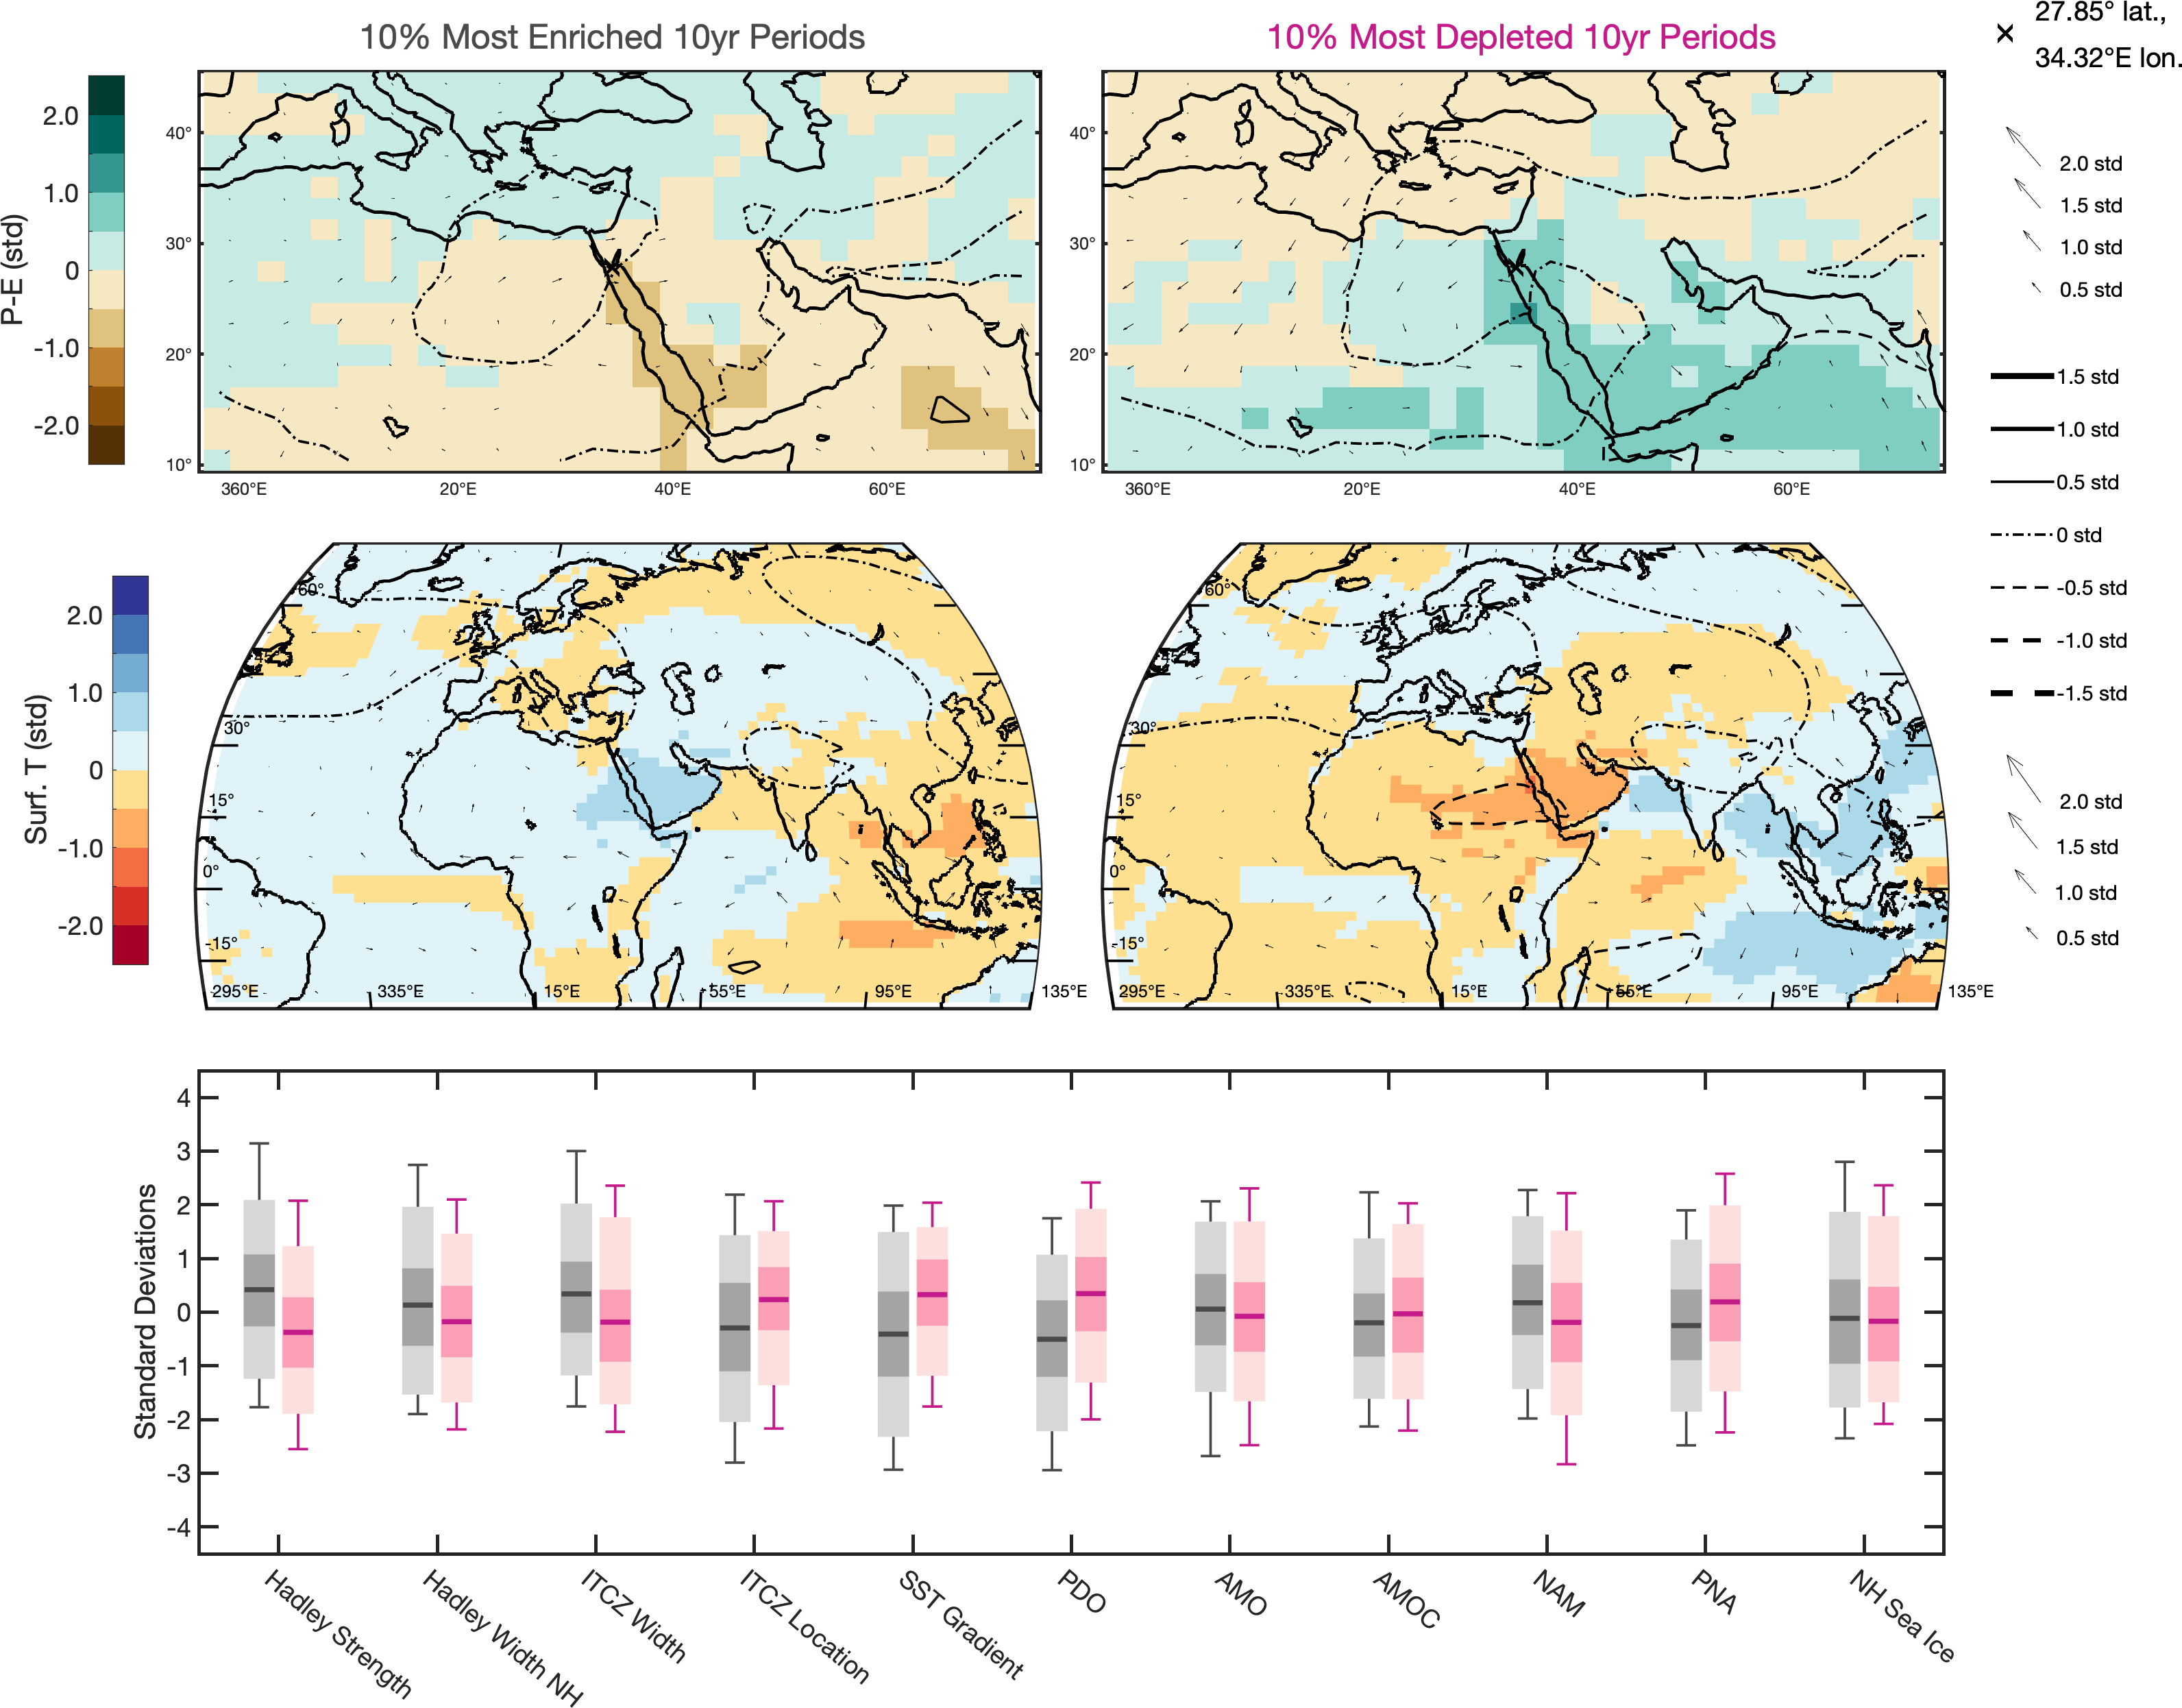 10% Most Enriched 10yr Periods
10% Most Depleted 10yr Periods
27.85° lat.,
34.32°E lon.
P-E (std)
2.0
1.0
0
-1.0
-2.0
40°
30°
20°
10°
360°E
20°E
40°E
60°E
40°
30°
20°
10°
360°E
20°E
40°E
60°E
2.0 std
1.5 std
1.0 std
0.5 std
1.5 std
1.0 std
0.5 std
0 std
-0.5 std
-1.0 std
-1.5 std
2.0 std
1.5 std
1.0 std
0.5 std
Surf. T (std)
2.0
1.0
0
-1.0
-2.0
60°
45°
30°
15°
0°
-15°
295°E
335°E
15°E
55°E
95°E
135°E
60°
45°
30°
15°
0°
-15°
295°E
335°E
15°E
55°E
95°E
135°E
Standard Deviations
4
3
2
1
0
-1
-2
-3
-4
Hadley Strength
Hadley Width NH
ITCZ Width
ITCZ Location
SST Gradient
PDO
AMO
AMOC
NAM
PNA
NH Sea Ice